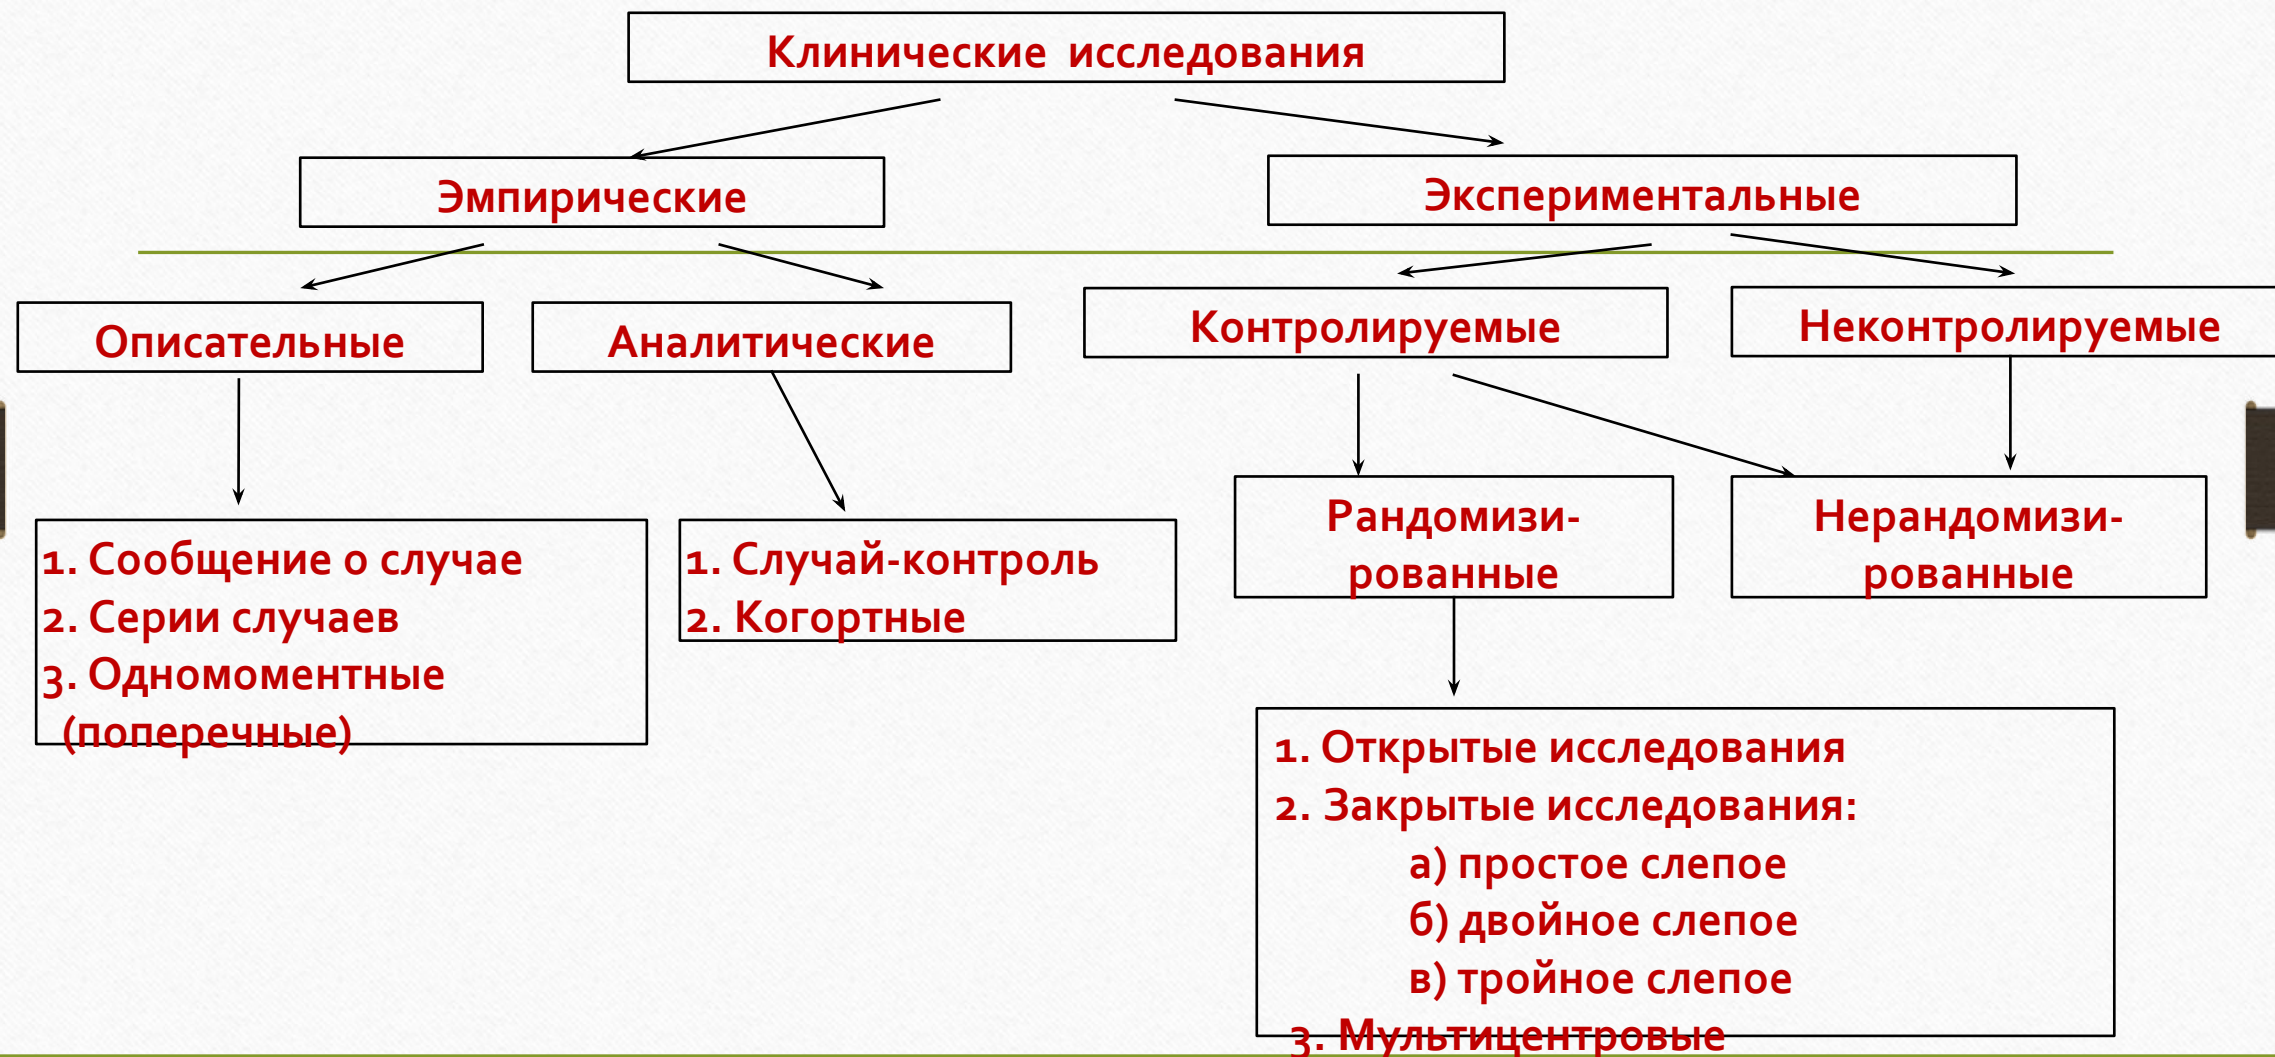 Клинические исследования
Эмпирические
Экспериментальные
Описательные
Аналитические
Контролируемые
Неконтролируемые
1. Сообщение о случае
2. Серии случаев
3. Одномоментные
(поперечные)
1. Случай-контроль
2. Когортные
Рандомизи-
рованные
Нерандомизи-
рованные
1. Открытые исследования
2. Закрытые исследования:
а) простое слепое
б) двойное слепое
в) тройное слепое
3. Мультицентровые